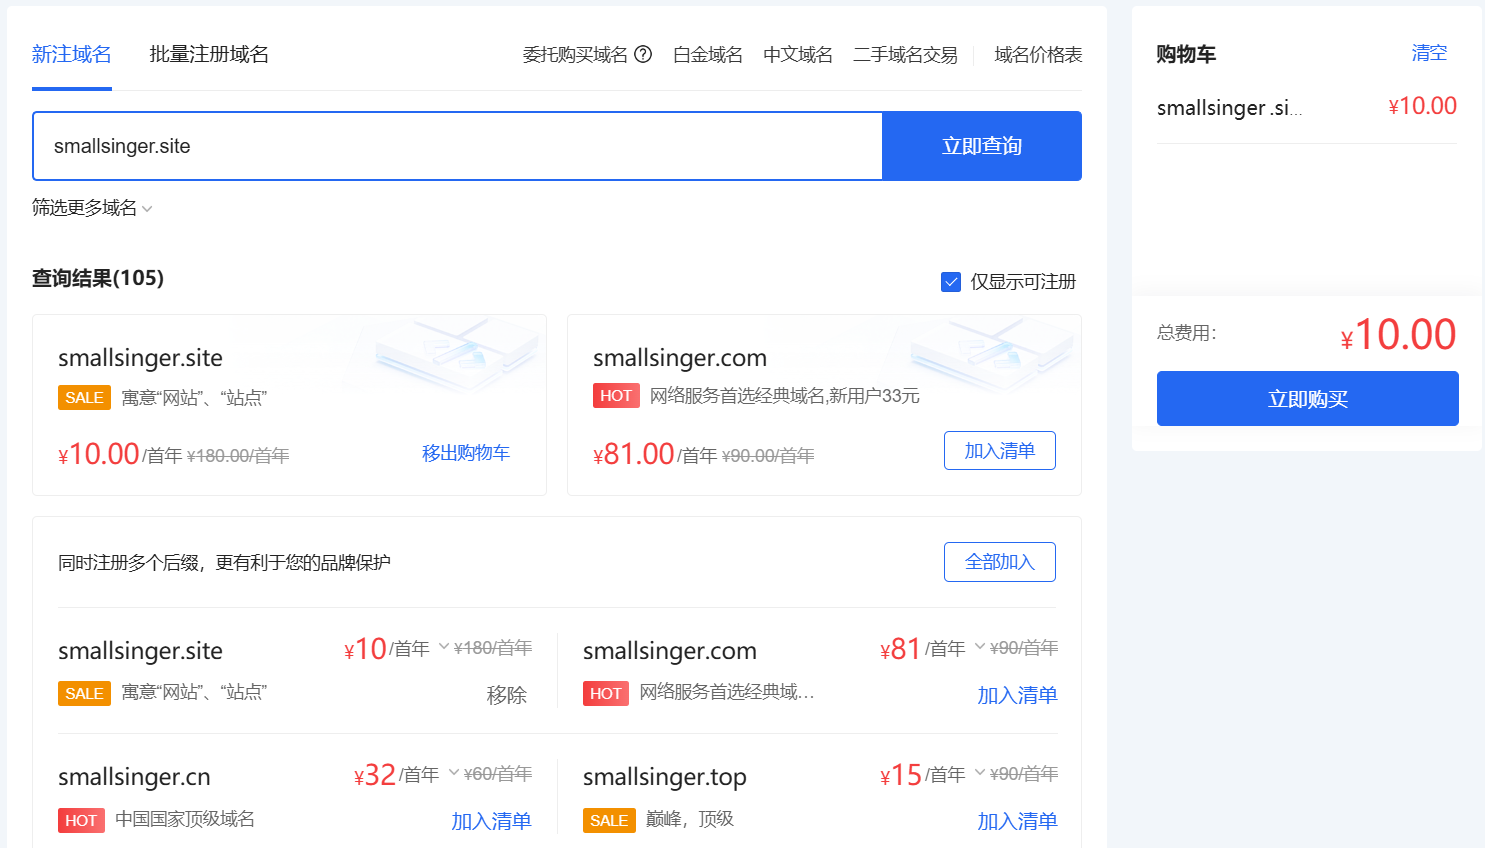 新注域名 批量注册域名 委托购买域名 ? 白金域名 中文域名 二手域名交易 域名价格表
smallsinger.site 立即查询
筛选更多域名
查询结果(105) 仅显示可注册
smallsinger.site
SALE 寓意“网站”、“站点”
¥10.00/首年 ¥180.00/首年 移出购物车
smallsinger.com
HOT 网络服务首选经典域名,新用户33元
¥81.00/首年 ¥90.00/首年 加入清单
同时注册多个后缀，更有利于您的品牌保护 全部加入
smallsinger.site ¥10/首年 ¥180/首年
SALE 寓意“网站”、“站点” 移除
smallsinger.com ¥81/首年 ¥90/首年
HOT 网络服务首选经典域... 加入清单
smallsinger.cn ¥32/首年 ¥60/首年
HOT 中国国家顶级域名 加入清单
smallsinger.top ¥15/首年 ¥90/首年
SALE 巅峰，顶级 加入清单
购物车 清空
smallsinger .si... ¥10.00
总费用： ¥10.00
立即购买